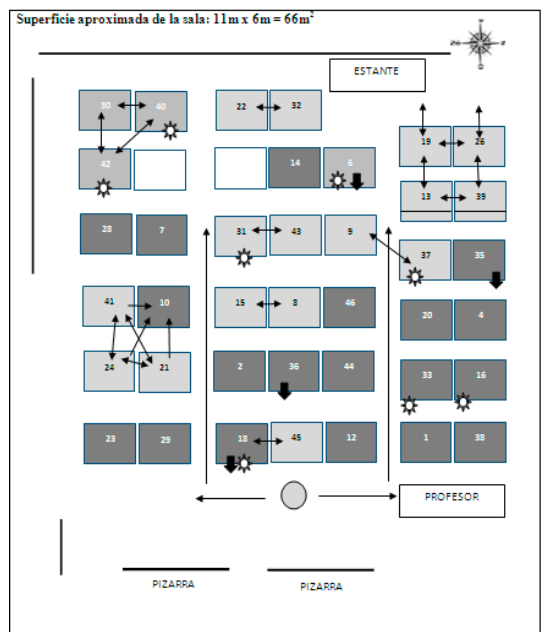 Superficie aproximada de la sala: 11m x 6m = 66m²
ESTANTE
30 40 22 32
19 26
42 14 6
13 39
28 7 31 43 9
37 35
41 10 15 8 46
20 4
24 21 2 36 44
33 16
23 29 18 45 12 1 38
PROFESOR
PIZARRA PIZARRA